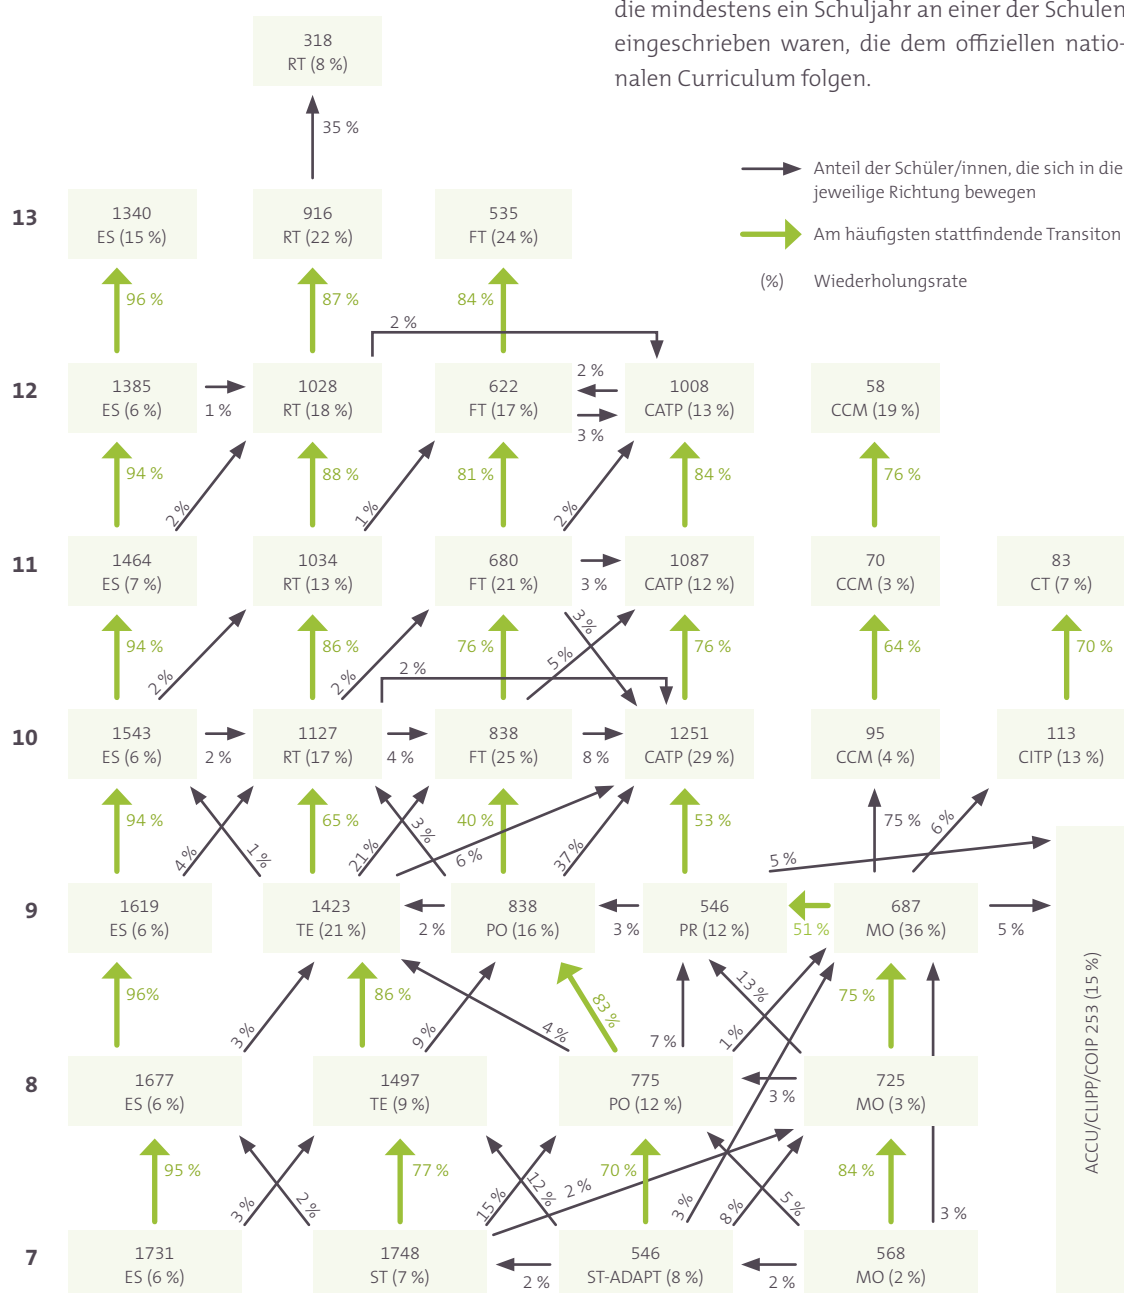 die mindestens ein Schuljahr an einer der Schulen
eingeschrieben waren, die dem offiziellen natio-
nalen Curriculum folgen.
318
RT (8 %)
35 %
Anteil der Schüler/innen, die sich in die
jeweilige Richtung bewegen
Am häufigsten stattfindende Transiton
(%) Wiederholungsrate
13
1340
ES (15 %)
916
RT (22 %)
535
FT (24 %)
96 %
87 %
84 %
2 %
12
1385
ES (6 %)
1 %
1028
RT (18 %)
622
FT (17 %)
2 %
3 %
1008
CATP (13 %)
58
CCM (19 %)
94 %
2 %
88 %
1 %
81 %
2 %
84 %
76 %
11
1464
ES (7 %)
1034
RT (13 %)
680
FT (21 %)
3 %
1087
CATP (12 %)
70
CCM (3 %)
83
CT (7 %)
94 %
2 %
86 %
2 %
2 %
76 %
5 %
3 %
76 %
64 %
70 %
10
1543
ES (6 %)
2 %
1127
RT (17 %)
4 %
838
FT (25 %)
8 %
1251
CATP (29 %)
95
CCM (4 %)
113
CITP (13 %)
94 %
4 %
1 %
65 %
21 %
3 %
6 %
40 %
37 %
53 %
5 %
75 %
6 %
9
1619
ES (6 %)
1423
TE (21 %)
2 %
838
PO (16 %)
3 %
546
PR (12 %)
51 %
687
MO (36 %)
5 %
96%
3 %
86 %
9 %
4 %
83 %
7 %
1 %
13 %
75 %
ACCU/CLIPP/COIP 253 (15 %)
8
1677
ES (6 %)
1497
TE (9 %)
775
PO (12 %)
3 %
725
MO (3 %)
95 %
3 %
2 %
77 %
15 %
12 %
2 %
70 %
3 %
8 %
5 %
84 %
3 %
7
1731
ES (6 %)
1748
ST (7 %)
2 %
546
ST-ADAPT (8 %)
2 %
568
MO (2 %)